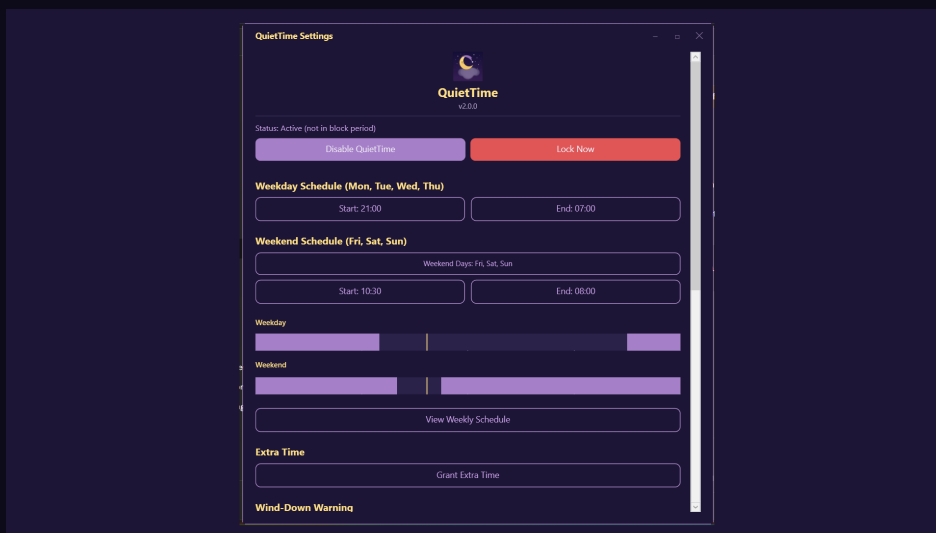 QuietTime Settings
QuietTime
v2.0.0
Status: Active (not in block period)
Disable QuietTime
Lock Now
Weekday Schedule (Mon, Tue, Wed, Thu)
Start: 21:00
End: 07:00
Weekend Schedule (Fri, Sat, Sun)
Weekend Days: Fri, Sat, Sun
Start: 10:30
End: 08:00
Weekday
Weekend
View Weekly Schedule
Extra Time
Grant Extra Time
Wind-Down Warning